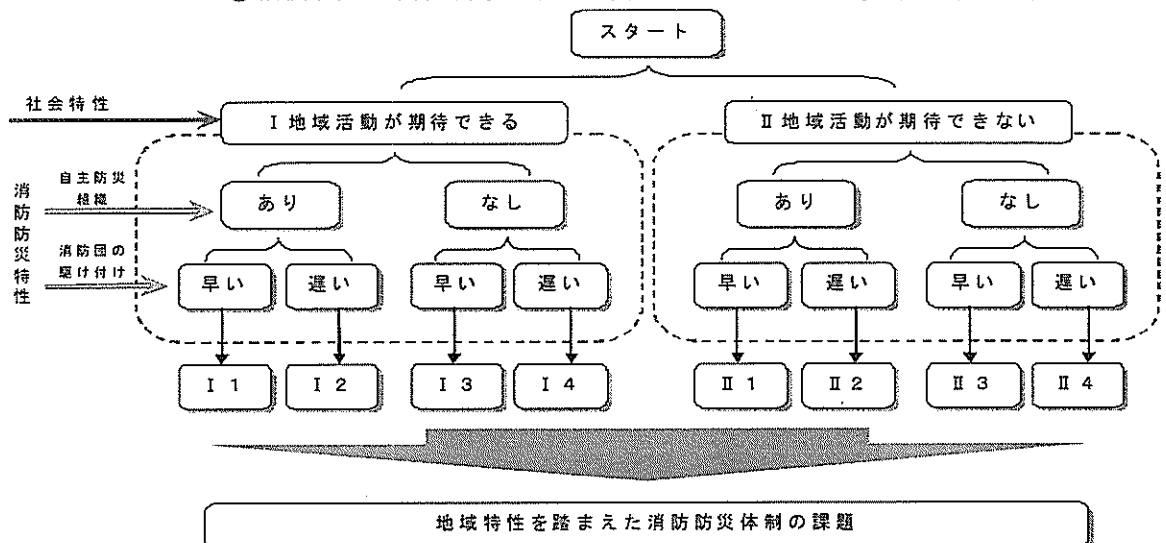 スタート
社会特性
Ⅰ 地域活動が期待できる
Ⅱ 地域活動が期待できない
消防防災特性
自主防災
組織
あり
なし
あり
なし
消防団の
駆け付け
早い
遅い
早い
遅い
早い
遅い
早い
遅い
Ⅰ 1
Ⅰ 2
Ⅰ 3
Ⅰ 4
Ⅱ 1
Ⅱ 2
Ⅱ 3
Ⅱ 4
地域特性を踏まえた消防防災体制の課題